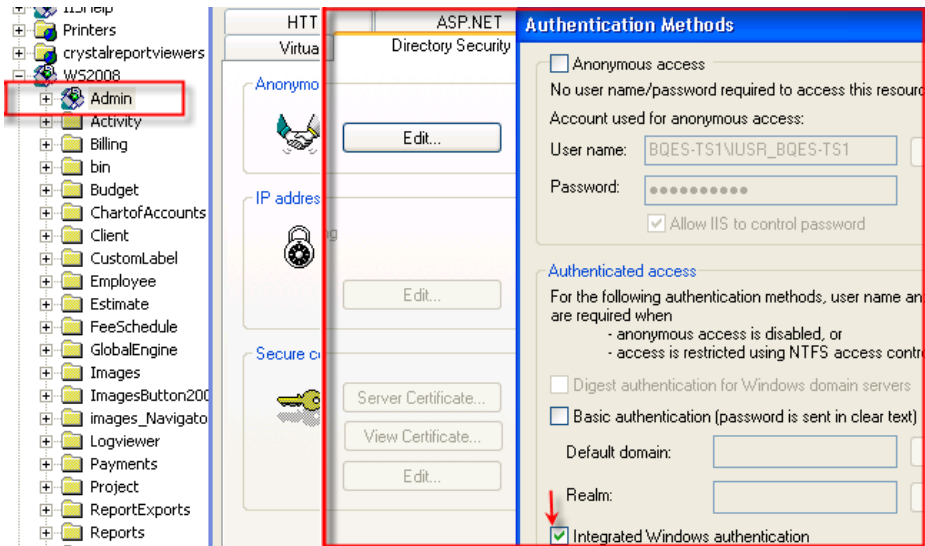 IISHelp
Printers
crystalreportviewers
WS2008
Admin
Activity
Billing
bin
Budget
ChartofAccounts
Client
CustomLabel
Employee
Estimate
FeeSchedule
GlobalEngine
Images
ImagesButton200
images_Navigato
Logviewer
Payments
Project
ReportExports
Reports
HTT
ASP.NET
Virtua
Directory Security
Anonymo
Edit...
IP addres
ng
Edit...
Secure c
Server Certificate...
View Certificate...
Edit...
Authentication Methods
Anonymous access
No user name/password required to access this resour
Account used for anonymous access:
User name: BQES-TS1\IUSR_BQES-TS1
Password: ●●●●●●●●●●
Allow IIS to control password
Authenticated access
For the following authentication methods, user name an
are required when
- anonymous access is disabled, or
- access is restricted using NTFS access contr
Digest authentication for Windows domain servers
Basic authentication (password is sent in clear text)
Default domain:
Realm:
Integrated Windows authentication